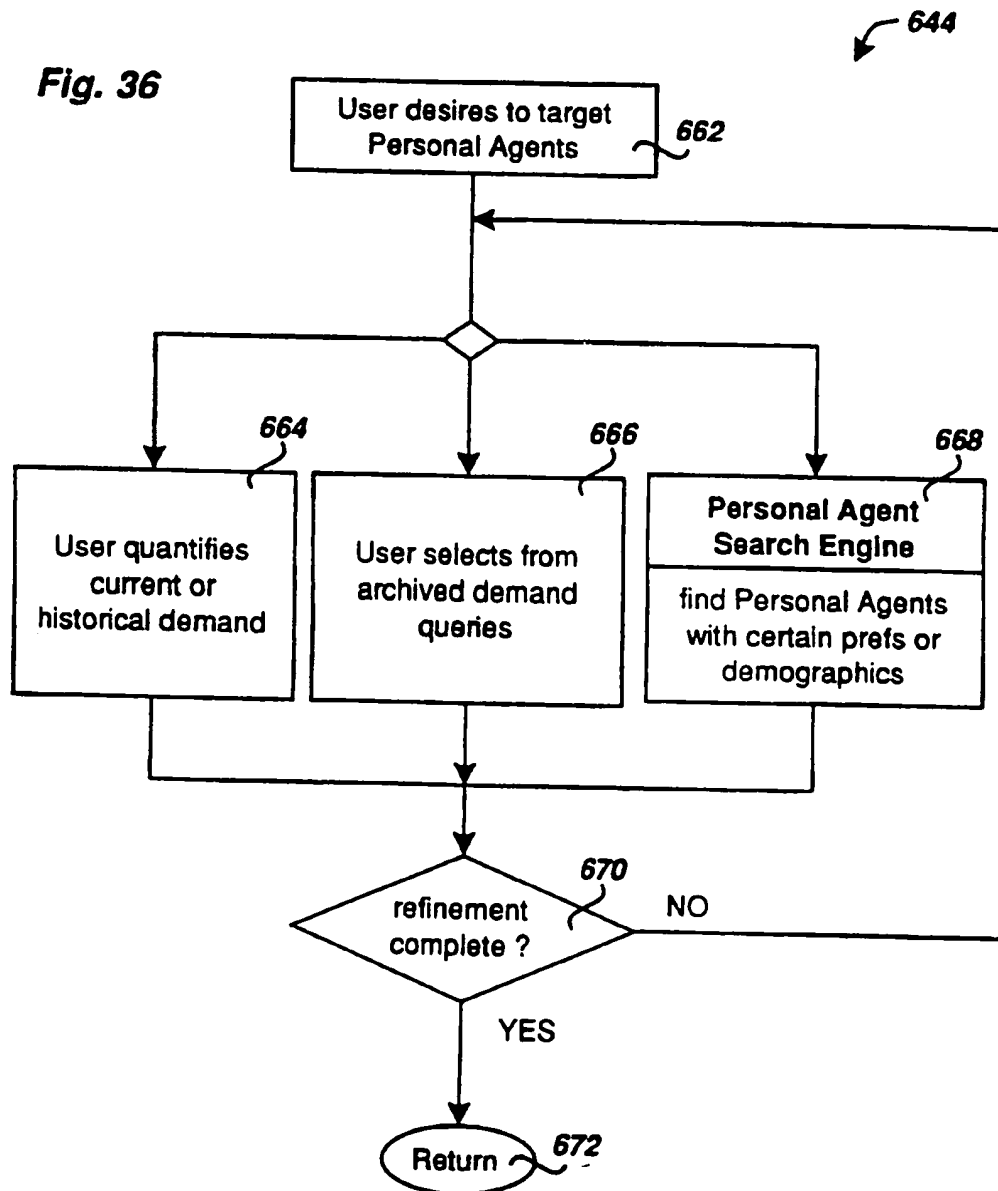 644
Fig. 36
User desires to target
Personal Agents
662
664
666
668
User quantifies
current or
historical demand
User selects from
archived demand
queries
Personal Agent
Search Engine
find Personal Agents
with certain prefs or
demographics
670
refinement
complete ?
NO
YES
Return
672